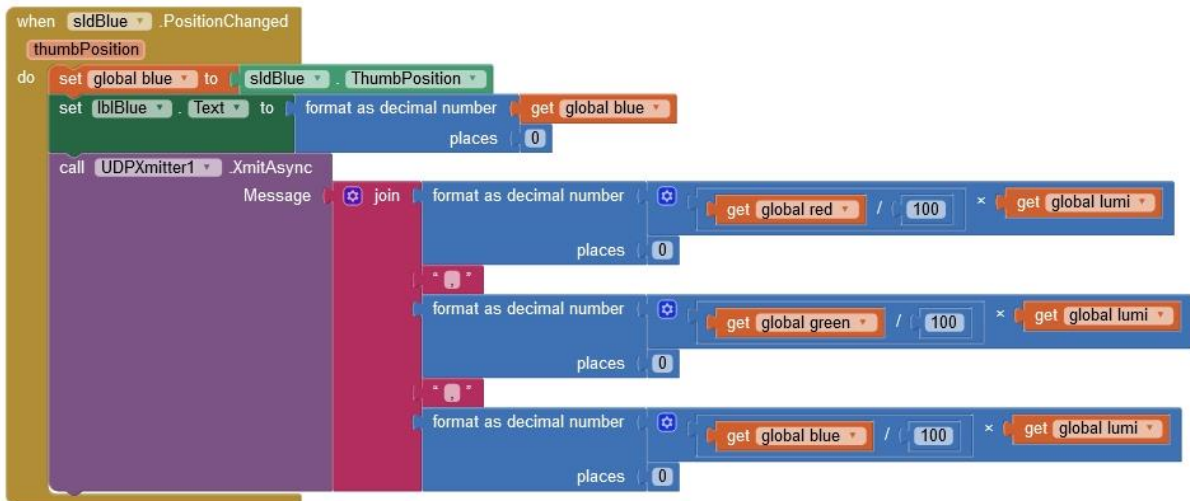 when sldBlue .PositionChanged
thumbPosition
do set global blue to sldBlue . ThumbPosition
set lblBlue . Text to format as decimal number get global blue
places 0
call UDPXmitter1 .XmitAsync
Message join format as decimal number get global red / 100 × get global lumi
places 0
" , "
format as decimal number get global green / 100 × get global lumi
places 0
" , "
format as decimal number get global blue / 100 × get global lumi
places 0